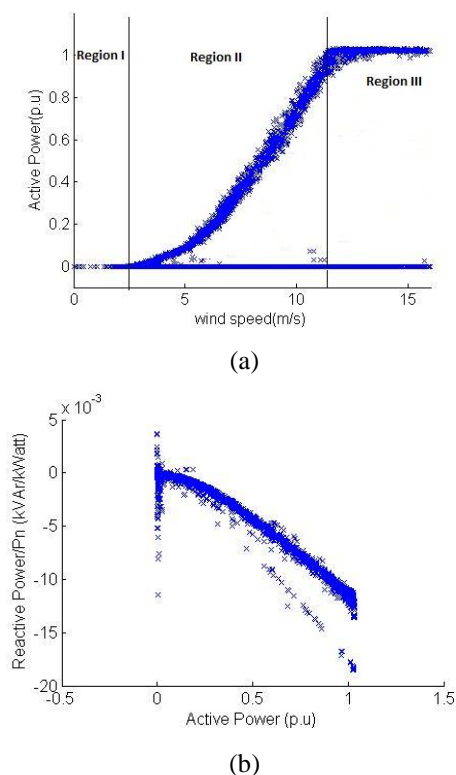 Region I
Region II
Region III
1
0.8
0.6
0.4
0.2
0
Active Power(p.u)
0
5
10
15
wind speed(m/s)
(a)
x 10-3
5
0
-5
-10
-15
-20
Reactive Power/Pn (kVAr/kWatt)
-0.5
0
0.5
1
1.5
Active Power (p.u)
(b)